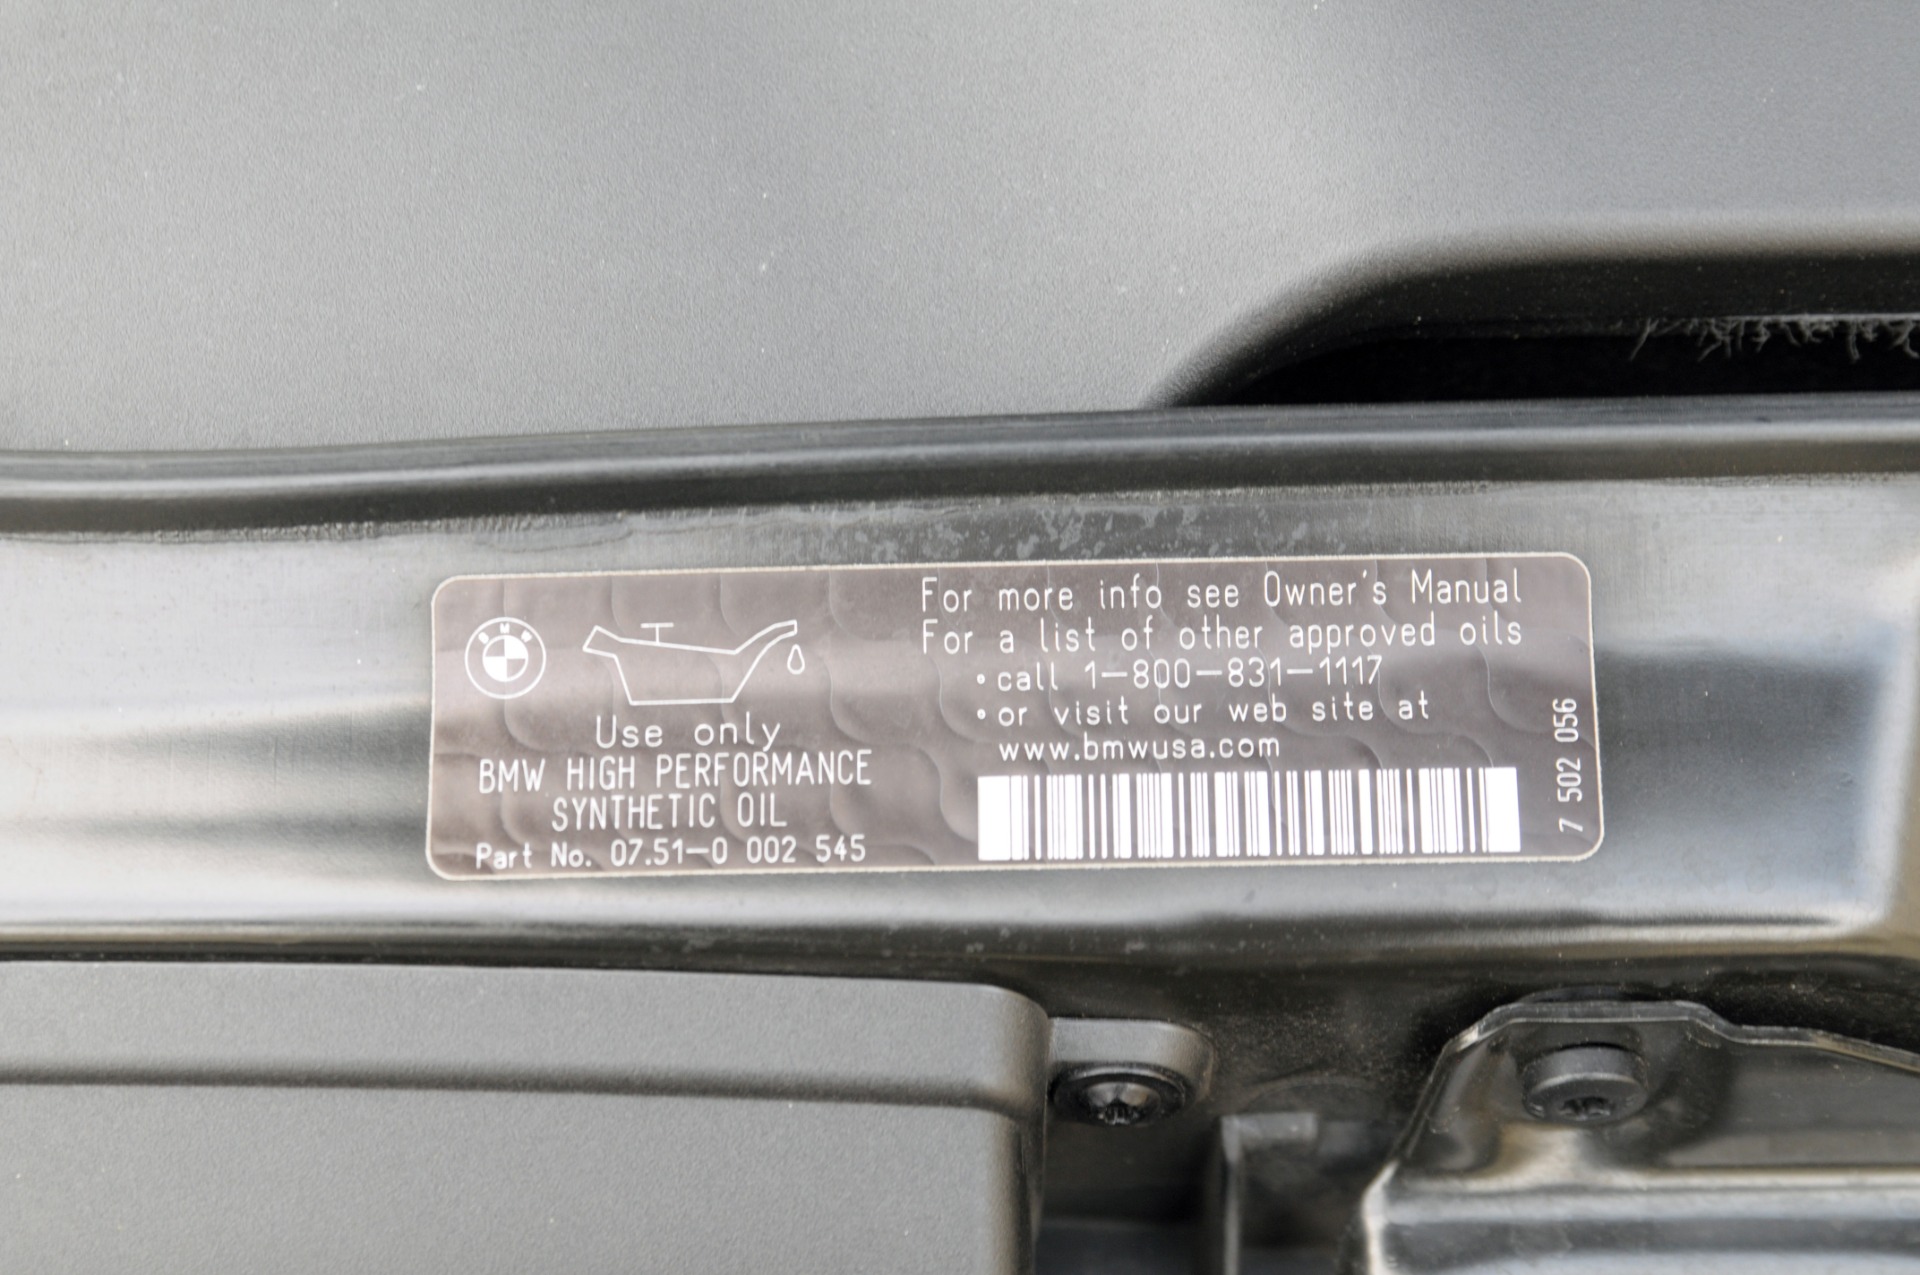 BMW
Use only
BMW HIGH PERFORMANCE
SYNTHETIC OIL
Part No. 07.51-0 002 545
For more info see Owner's Manual
For a list of other approved oils
• call 1-800-831-1117
• or visit our web site at
www.bmwusa.com
7 502 056